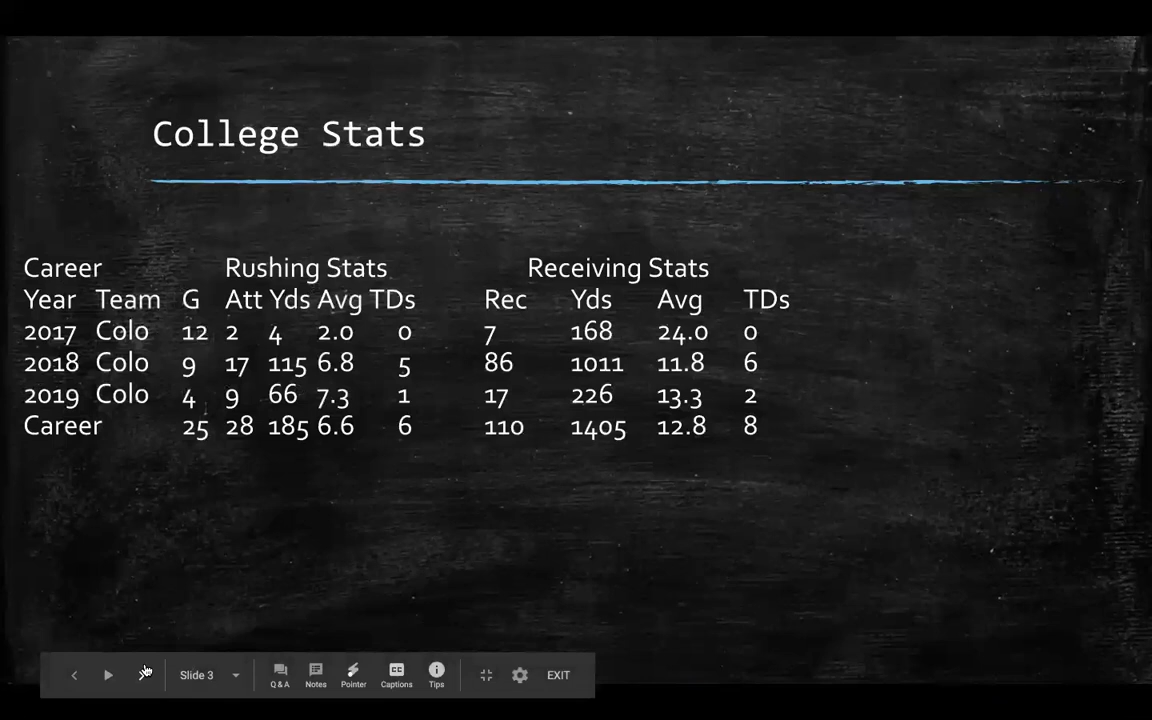 College Stats
Career Rushing Stats Receiving Stats
Year Team G Att Yds Avg TDs Rec Yds Avg TDs
2017 Colo 12 2 4 2.0 0 7 168 24.0 0
2018 Colo 9 17 115 6.8 5 86 1011 11.8 6
2019 Colo 4 9 66 7.3 1 17 226 13.3 2
Career 25 28 185 6.6 6 110 1405 12.8 8
Slide 3 Q & A Notes Pointer Captions Tips EXIT